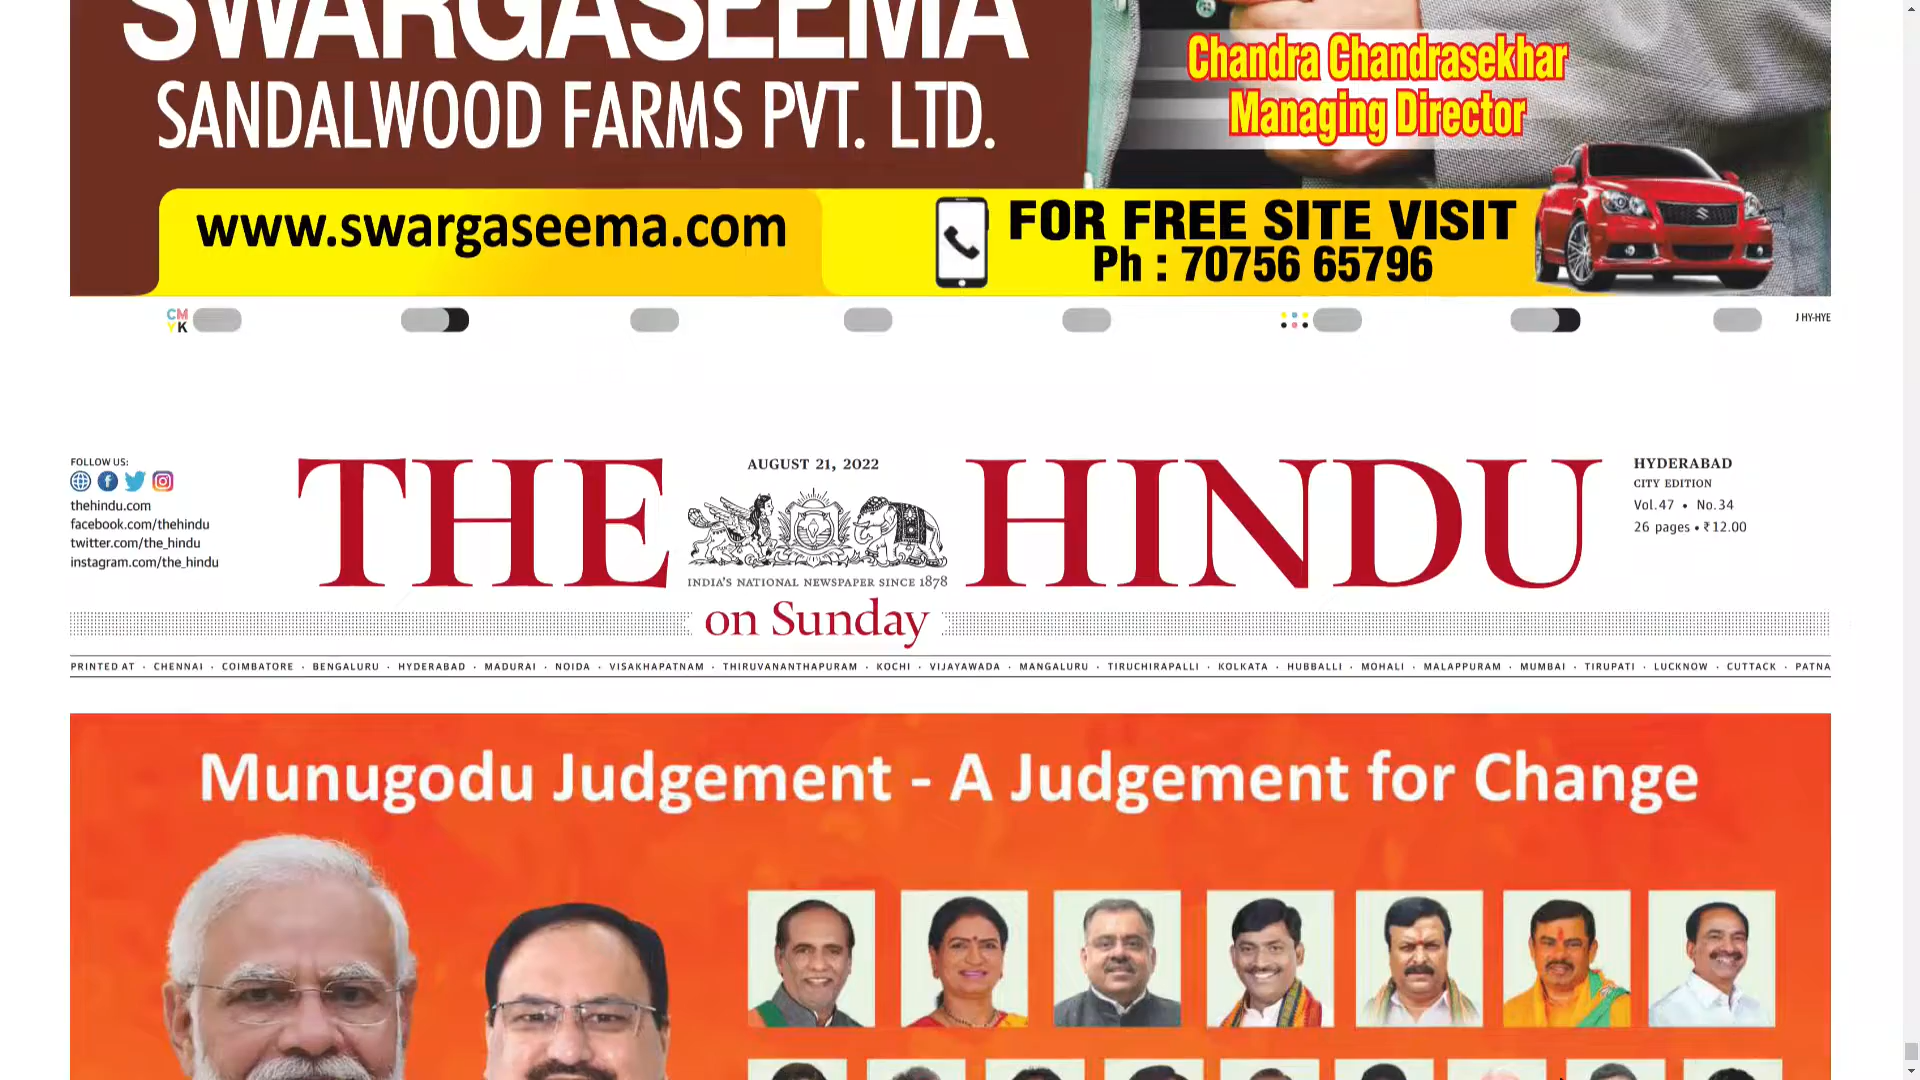 SWARGASEEMA
SANDALWOOD FARMS PVT. LTD.
Chandra Chandrasekhar
Managing Director
www.swargaseema.com
FOR FREE SITE VISIT
Ph : 70756 65796
CM
YK
J HY-HYE
FOLLOW US:
thehindu.com
facebook.com/thehindu
twitter.com/the_hindu
instagram.com/the_hindu
THE HINDU
AUGUST 21, 2022
INDIA'S NATIONAL NEWSPAPER SINCE 1878
on Sunday
HYDERABAD
CITY EDITION
Vol.47 • No.34
26 pages • ₹12.00
PRINTED AT · CHENNAI · COIMBATORE · BENGALURU · HYDERABAD · MADURAI · NOIDA · VISAKHAPATNAM · THIRUVANANTHAPURAM · KOCHI · VIJAYAWADA · MANGALURU · TIRUCHIRAPALLI · KOLKATA · HUBBALLI · MOHALI · MALAPPURAM · MUMBAI · TIRUPATI · LUCKNOW · CUTTACK · PATNA
Munugodu Judgement - A Judgement for Change